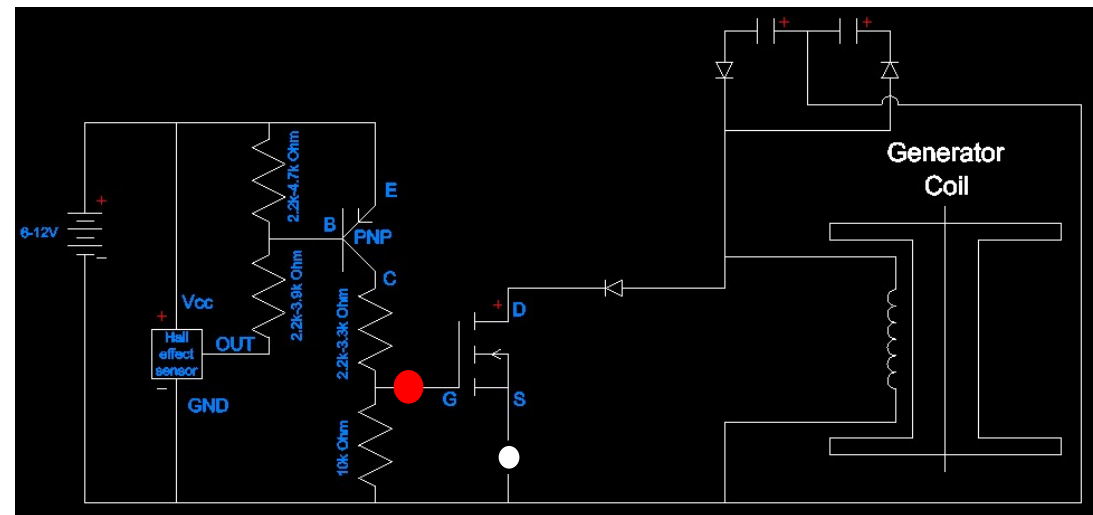 +
+
Generator
Coil
2.2k-4.7k Ohm
E
+
B
PNP
6-12V
-
C
2.2k-3.9k Ohm
Vcc
2.2k-3.3k Ohm
+
D
+
Hall
effect
sensor
OUT
-
G
S
GND
10k Ohm